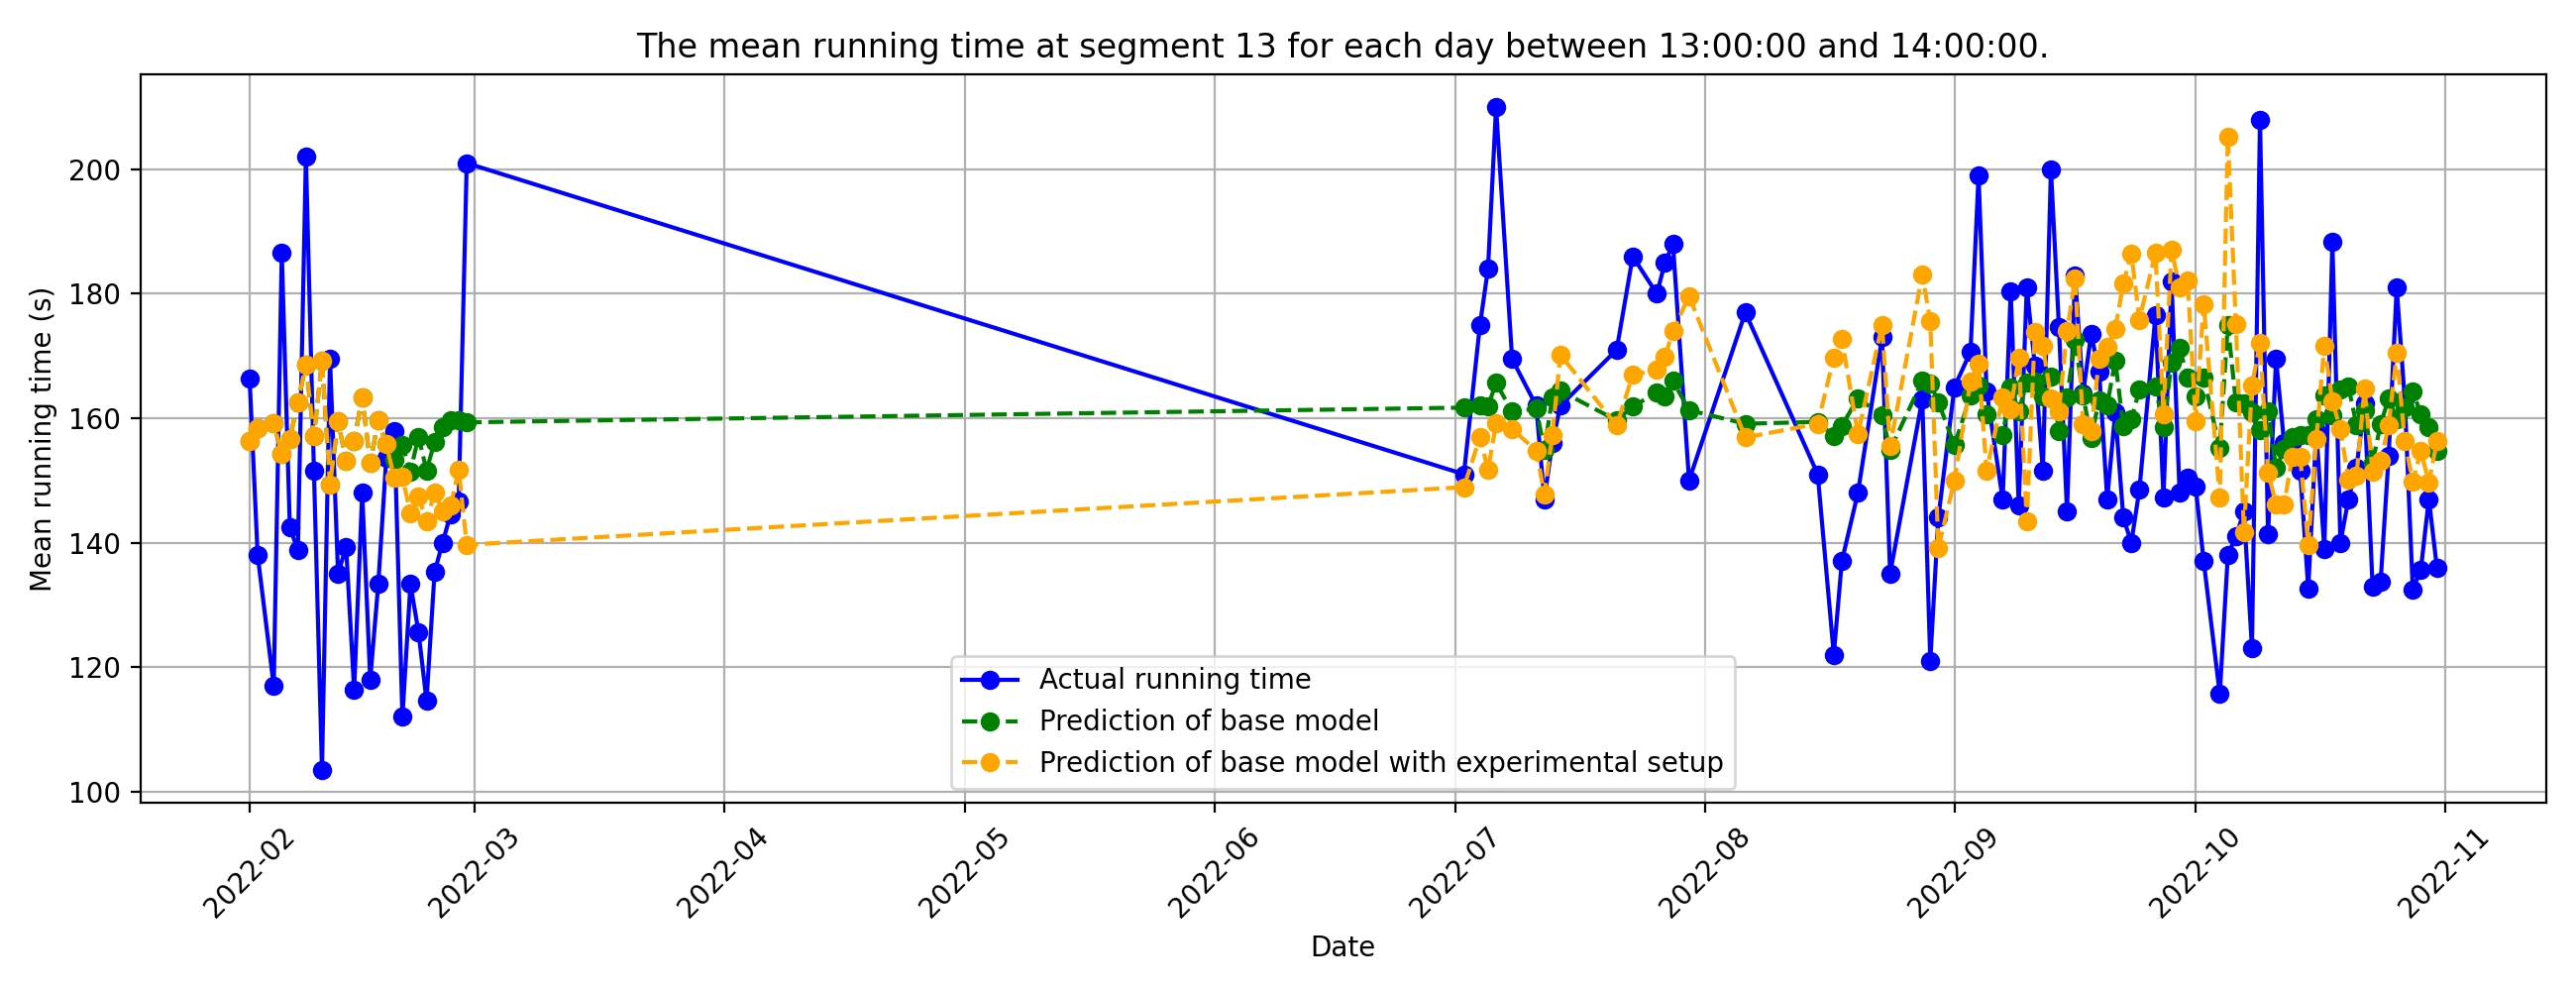 The mean running time at segment 13 for each day between 13:00:00 and 14:00:00.
Mean running time (s)
200
180
160
140
120
100
Actual running time
Prediction of base model
Prediction of base model with experimental setup
2022-02
2022-03
2022-04
2022-05
2022-06
2022-07
2022-08
2022-09
2022-10
2022-11
Date